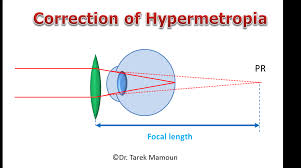 Correction of Hypermetropia
PR
Focal length
©Dr. Tarek Mamoun